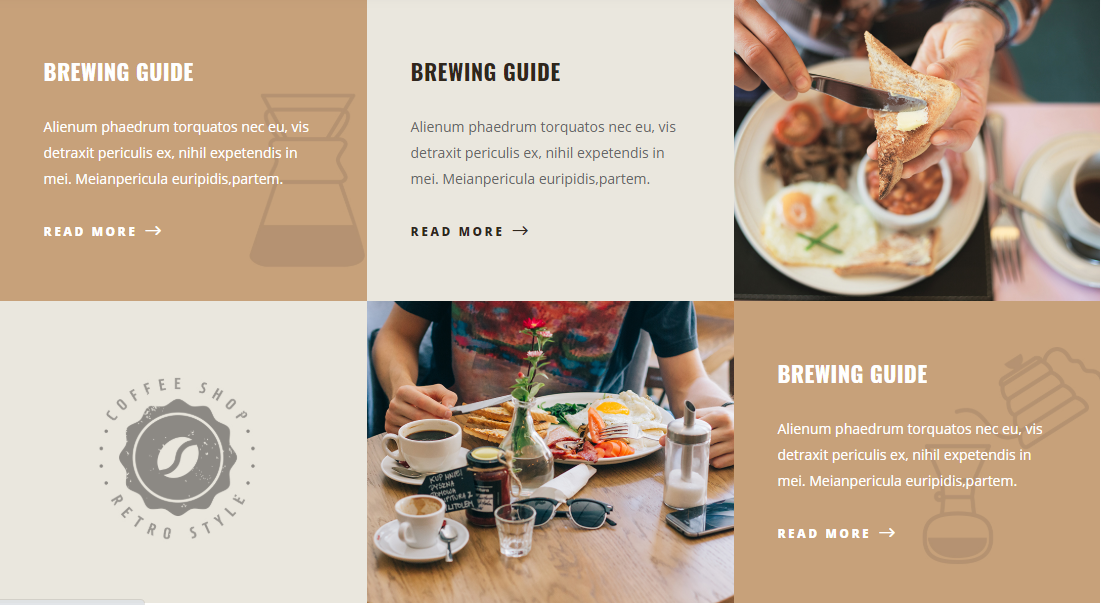 BREWING GUIDE
Alienum phaedrum torquatos nec eu, vis
detraxit periculis ex, nihil expetendis in
mei. Meianpericula euripidis,partem.
READ MORE →
BREWING GUIDE
Alienum phaedrum torquatos nec eu, vis
detraxit periculis ex, nihil expetendis in
mei. Meianpericula euripidis,partem.
READ MORE →
COFFEE SHOP
RETRO STYLE
BREWING GUIDE
Alienum phaedrum torquatos nec eu, vis
detraxit periculis ex, nihil expetendis in
mei. Meianpericula euripidis,partem.
READ MORE →